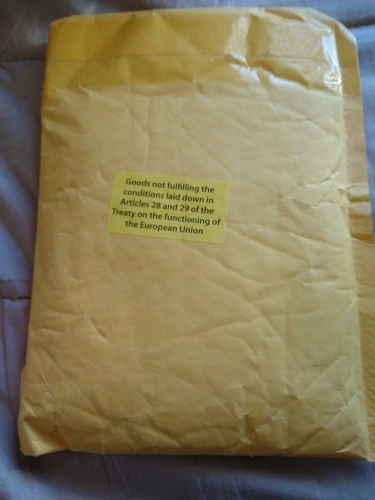 Goods not fulfilling the
conditions laid down in
Articles 28 and 29 of the
Treaty on the functioning of
the European Union